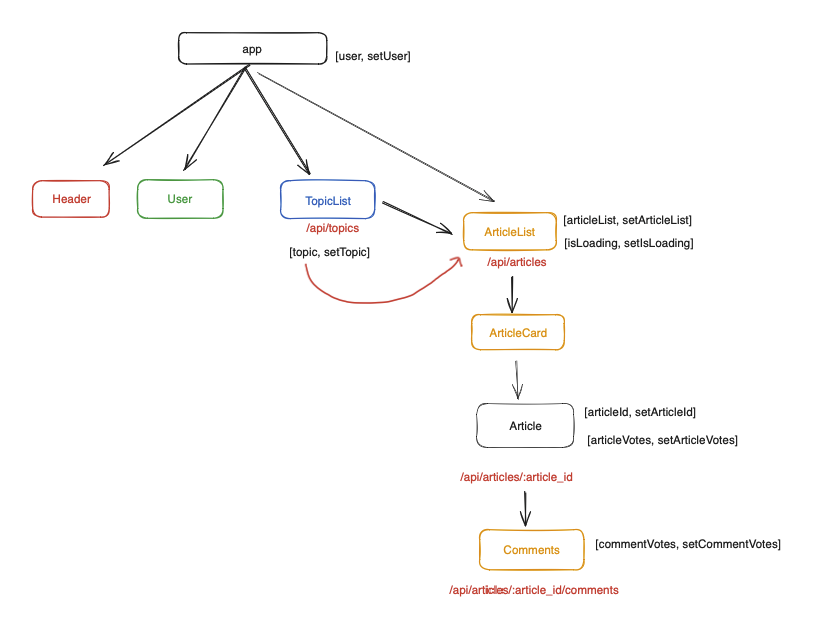 app
[user, setUser]
Header
User
TopicList
/api/topics
[topic, setTopic]
ArticleList
[articleList, setArticleList]
[isLoading, setIsLoading]
/api/articles
ArticleCard
Article
[articleId, setArticleId]
[articleVotes, setArticleVotes]
/api/articles/:article_id
Comments
[commentVotes, setCommentVotes]
/api/articles/:article_id/comments